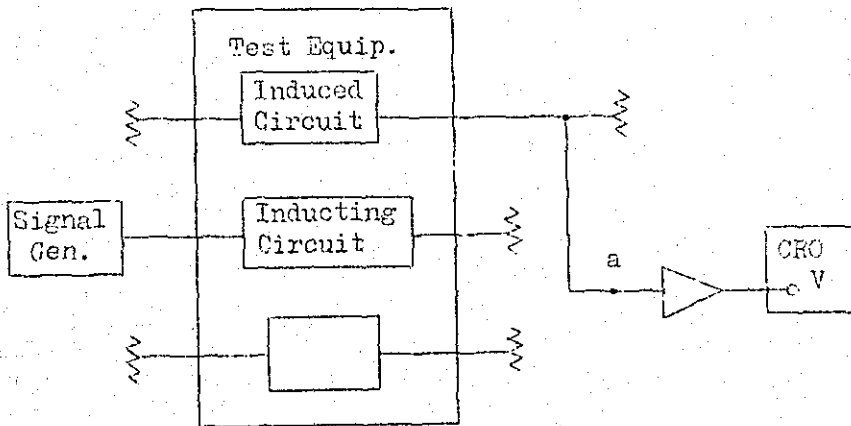 Test Equip.
Induced
Circuit
Signal
Gen.
Inducting
Circuit
a
CRO
V